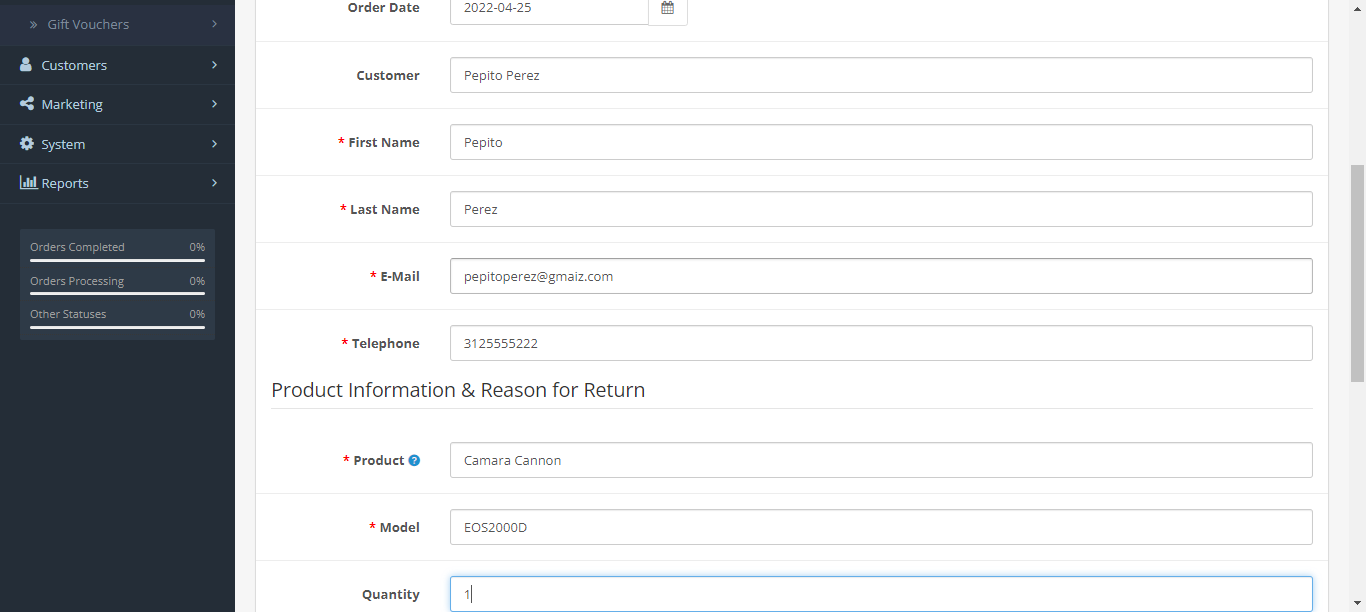 Gift Vouchers
Customers
Marketing
System
Reports
Orders Completed 0%
Orders Processing 0%
Other Statuses 0%
Order Date 2022-04-25
Customer Pepito Perez
* First Name Pepito
* Last Name Perez
* E-Mail pepitoperez@gmaiz.com
* Telephone 3125555222
Product Information & Reason for Return
* Product ? Camara Cannon
* Model EOS2000D
Quantity 1